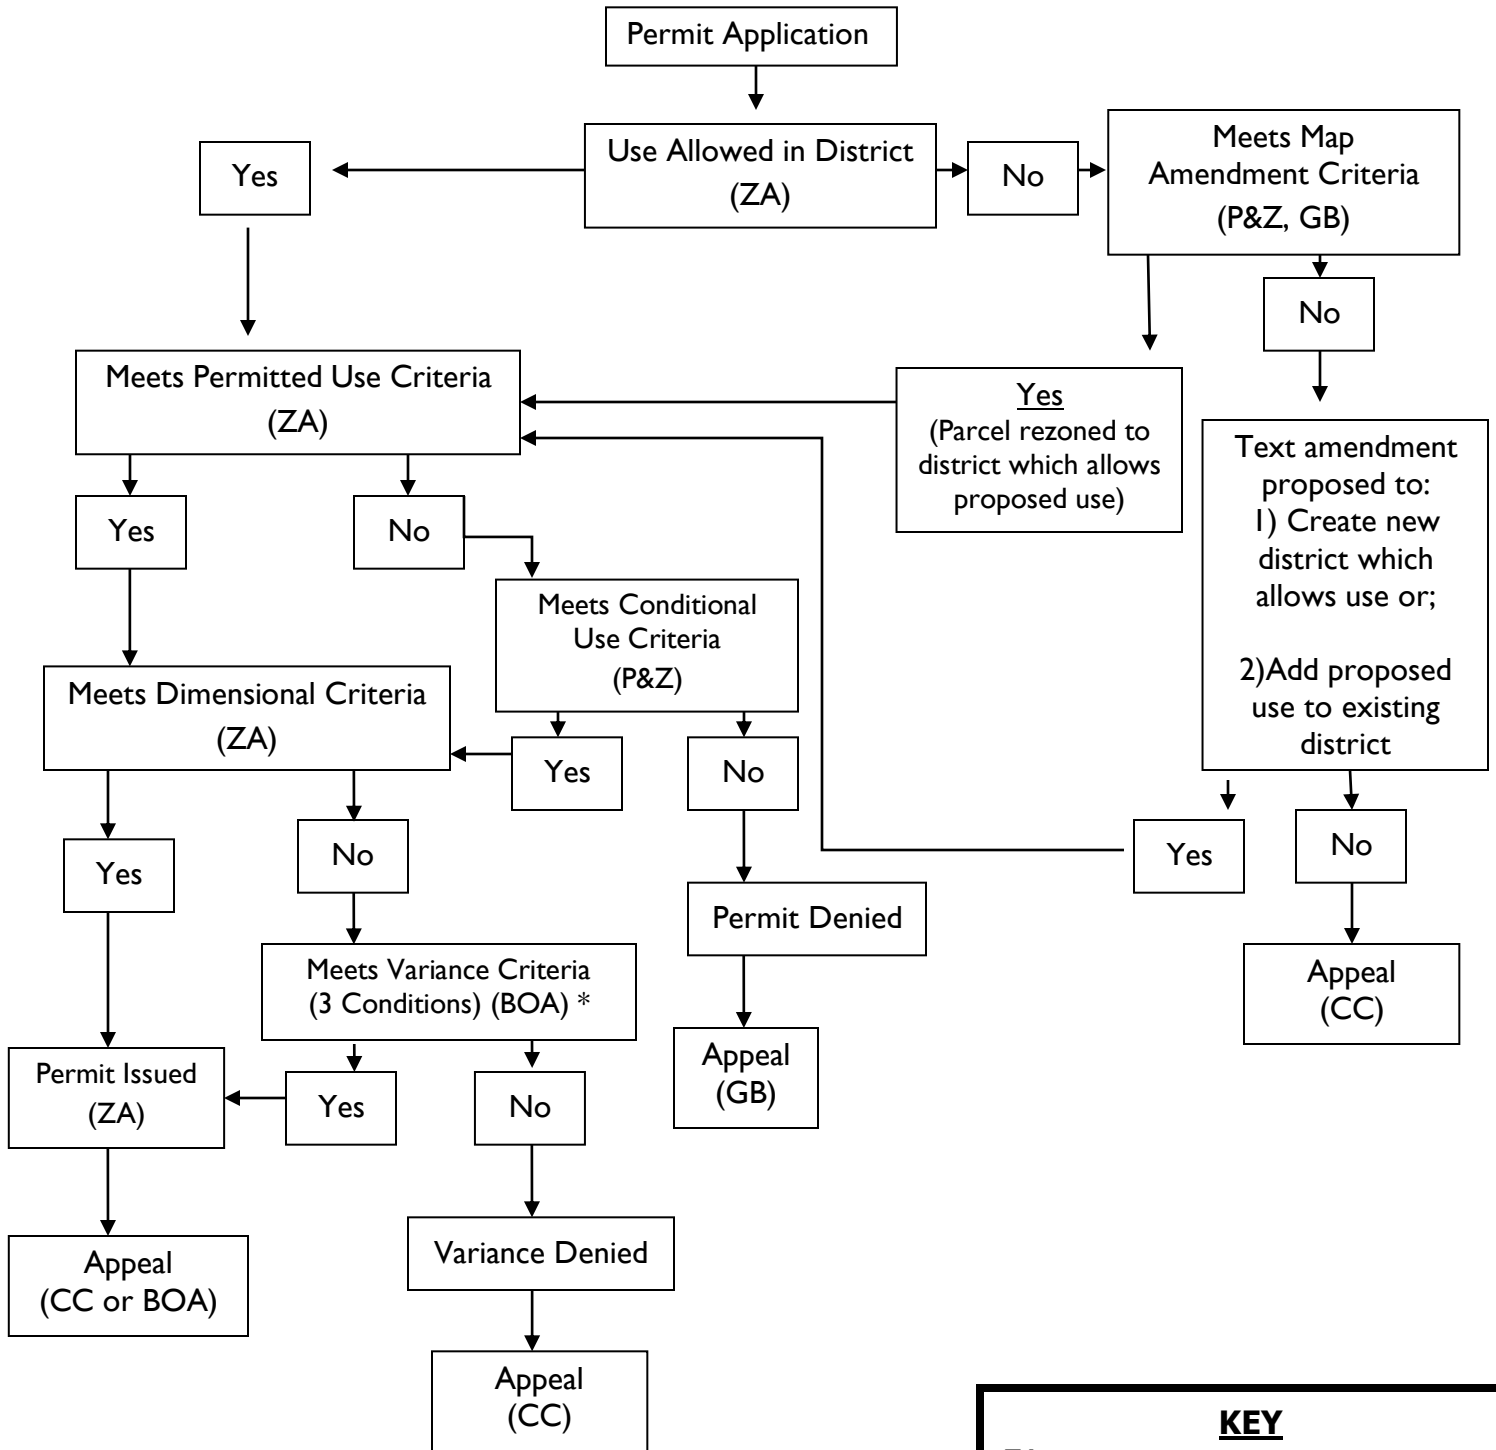 Permit Application
Use Allowed in District
(ZA)
Yes
No
Meets Map
Amendment Criteria
(P&Z, GB)
No
Meets Permitted Use Criteria
(ZA)
Yes
(Parcel rezoned to
district which allows
proposed use)
Text amendment
proposed to:
1) Create new
district which
allows use or;
2)Add proposed
use to existing
district
Yes
No
Meets Conditional
Use Criteria
(P&Z)
Meets Dimensional Criteria
(ZA)
Yes
No
Yes
No
Yes
No
Permit Denied
Appeal
(GB)
Appeal
(CC)
Meets Variance Criteria
(3 Conditions) (BOA) *
Permit Issued
(ZA)
Yes
No
Appeal
(CC or BOA)
Variance Denied
Appeal
(CC)
KEY